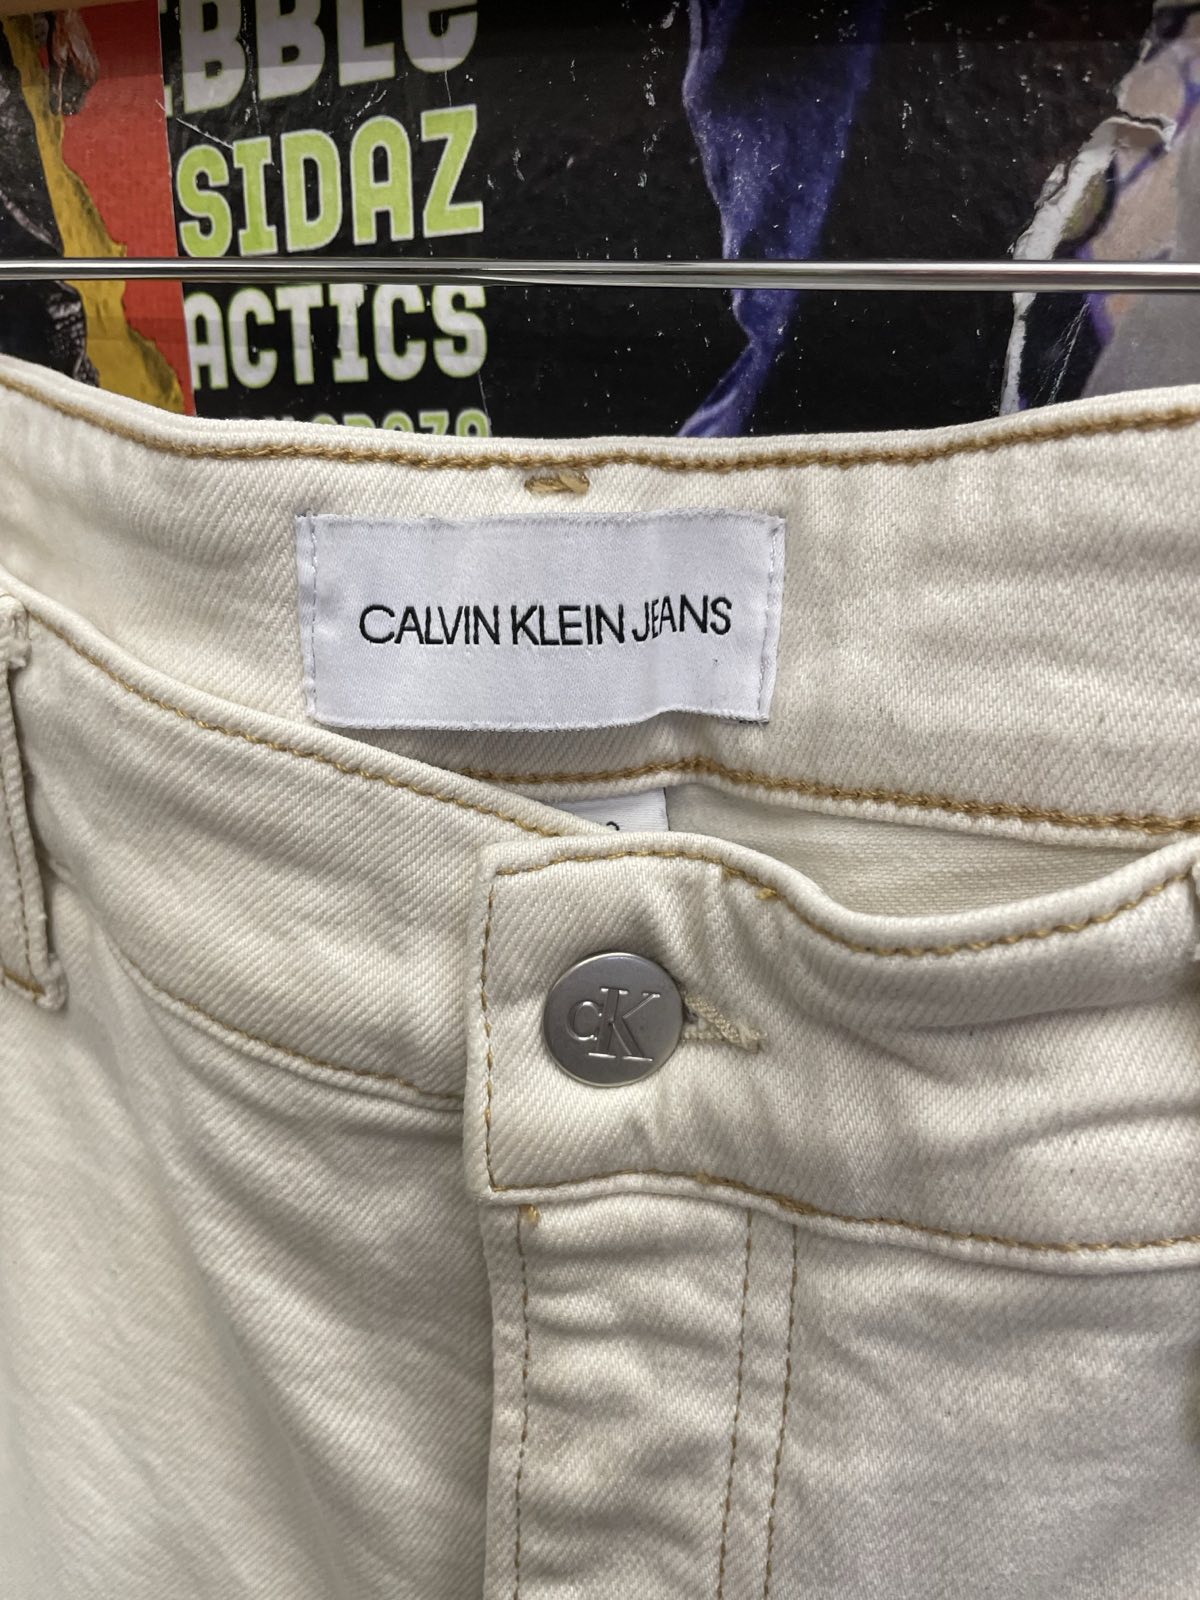 BBLE
SIDAZ
ACTICS
CALVIN KLEIN JEANS
cK